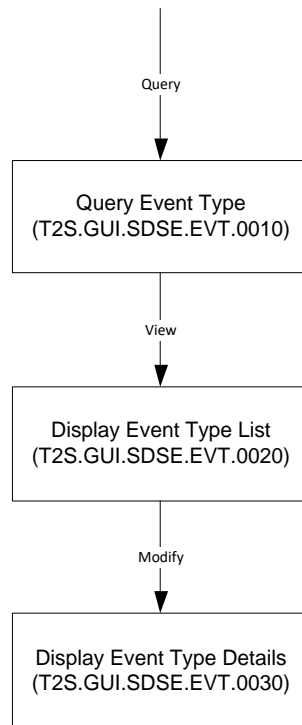 Query
Query Event Type
(T2S.GUI.SDSE.EVT.0010)
View
Display Event Type List
(T2S.GUI.SDSE.EVT.0020)
Modify
Display Event Type Details
(T2S.GUI.SDSE.EVT.0030)